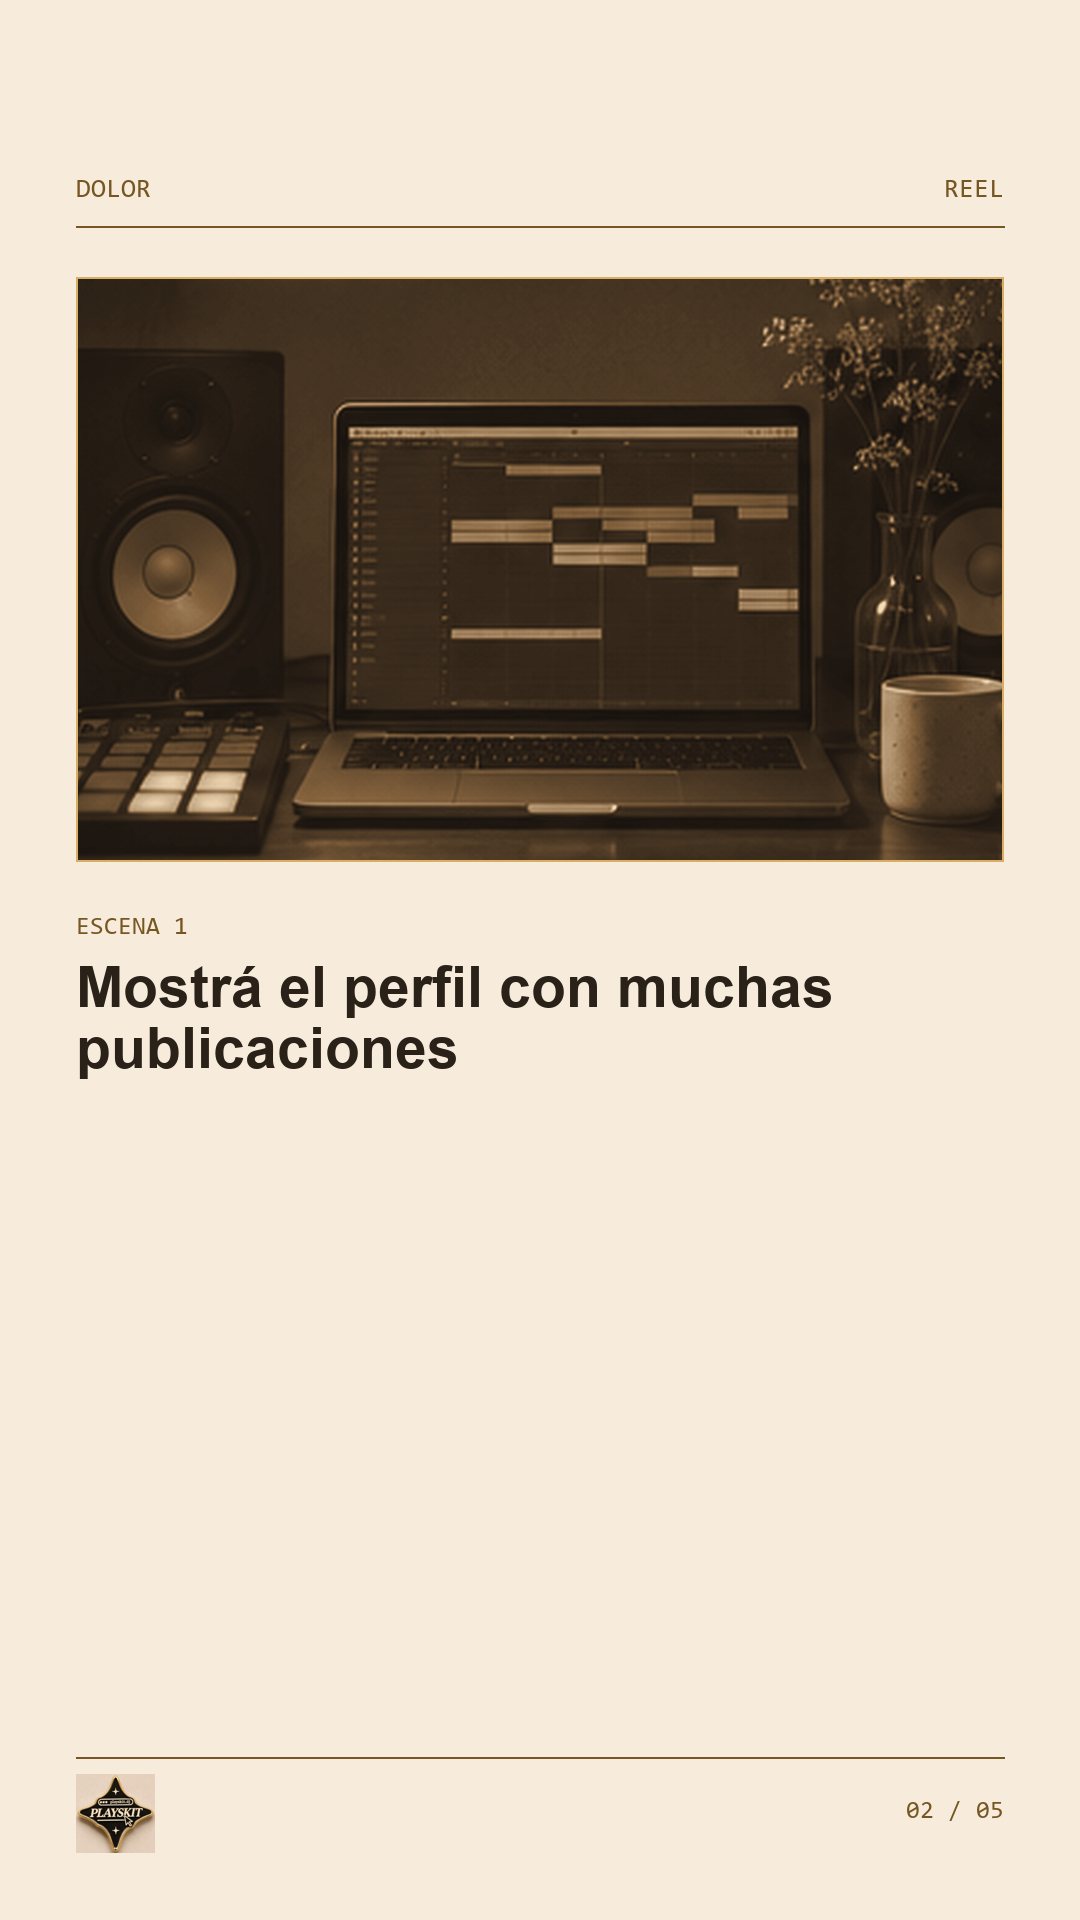 DOLOR
REEL
ESCENA 1
Mostrá el perfil con muchas
publicaciones
PLAYSKIT
02 / 05